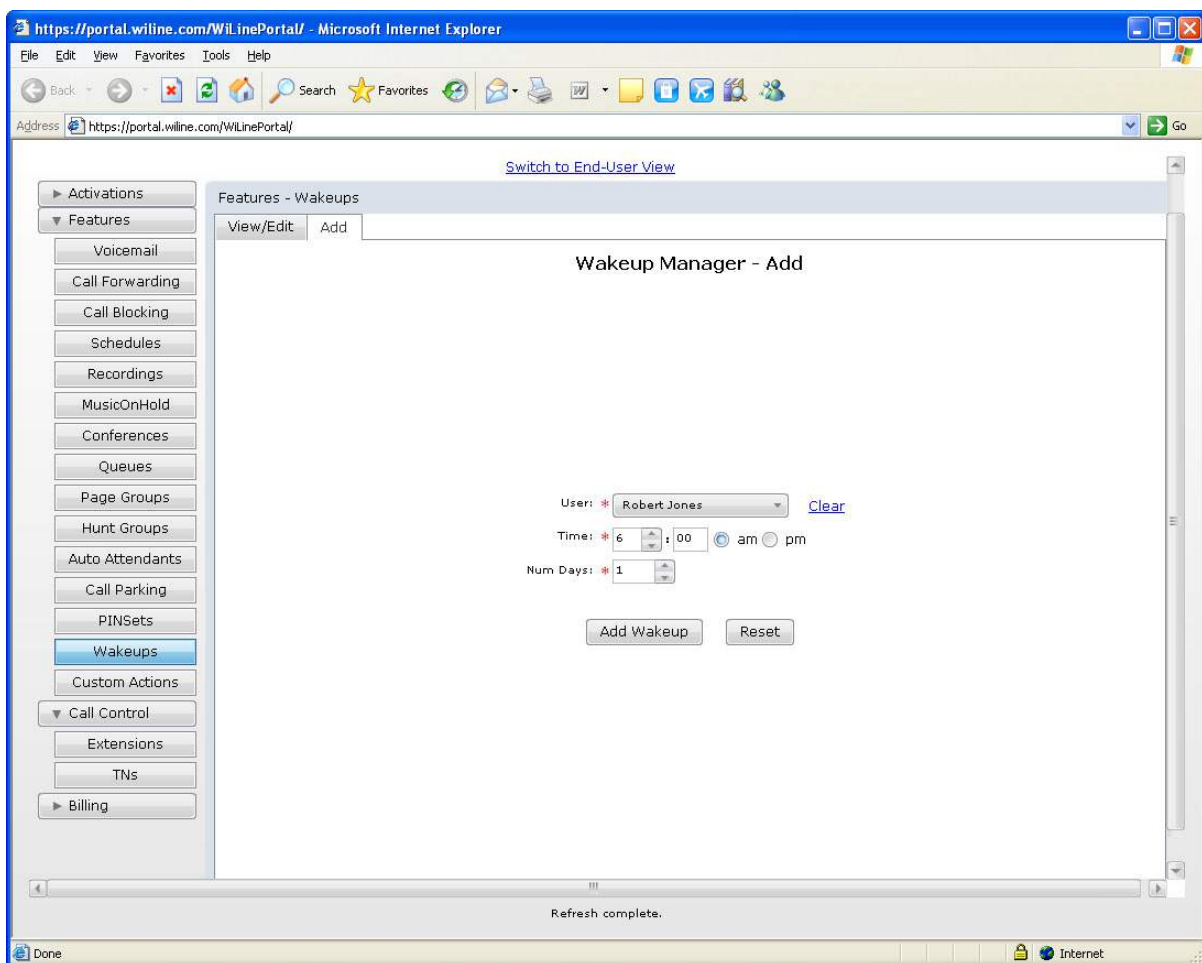 https://portal.wiline.com/WiLinePortal/ - Microsoft Internet Explorer
File Edit View Favorites Tools Help
Back Search Favorites
Address https://portal.wiline.com/WiLinePortal/ Go
Switch to End-User View
Activations
Features
Voicemail
Call Forwarding
Call Blocking
Schedules
Recordings
MusicOnHold
Conferences
Queues
Page Groups
Hunt Groups
Auto Attendants
Call Parking
PINSets
Wakeups
Custom Actions
Call Control
Extensions
TNs
Billing
Features - Wakeups
View/Edit Add
Wakeup Manager - Add
User: * Robert Jones Clear
Time: * 6 : 00 am pm
Num Days: * 1
Add Wakeup Reset
Refresh complete.
Done Internet